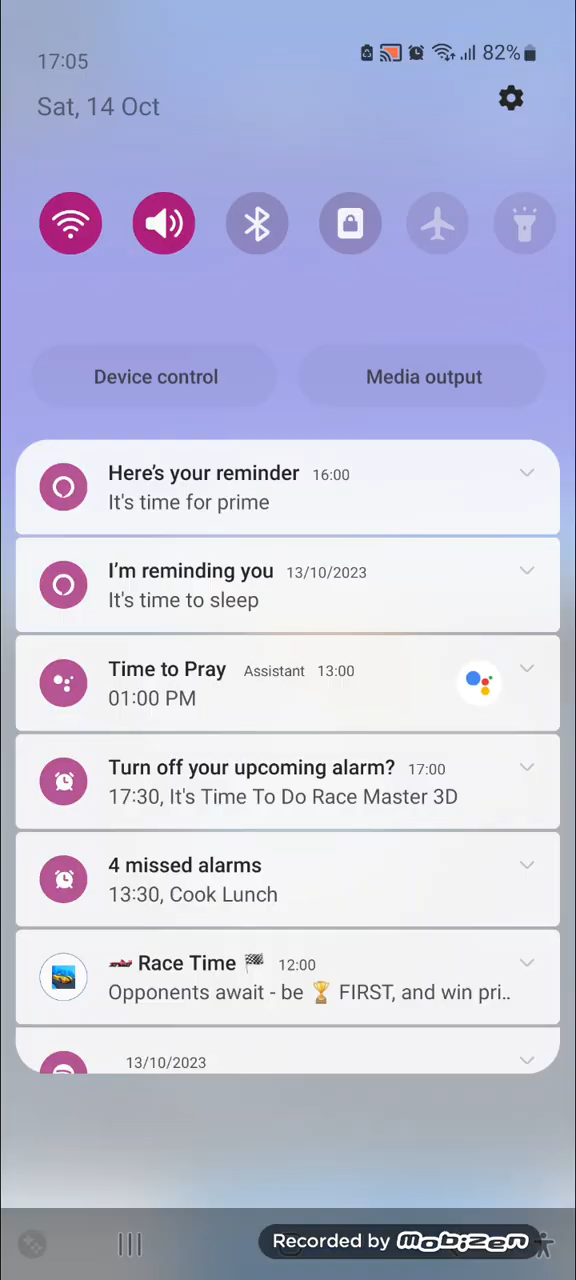 17:05
82%
Sat, 14 Oct
Device control
Media output
Here's your reminder 16:00
It's time for prime
I'm reminding you 13/10/2023
It's time to sleep
Time to Pray Assistant 13:00
01:00 PM
Turn off your upcoming alarm? 17:00
17:30, It's Time To Do Race Master 3D
4 missed alarms
13:30, Cook Lunch
🏎️ Race Time 🏁 12:00
Opponents await - be 🏆 FIRST, and win pri..
13/10/2023
Recorded by mobizen